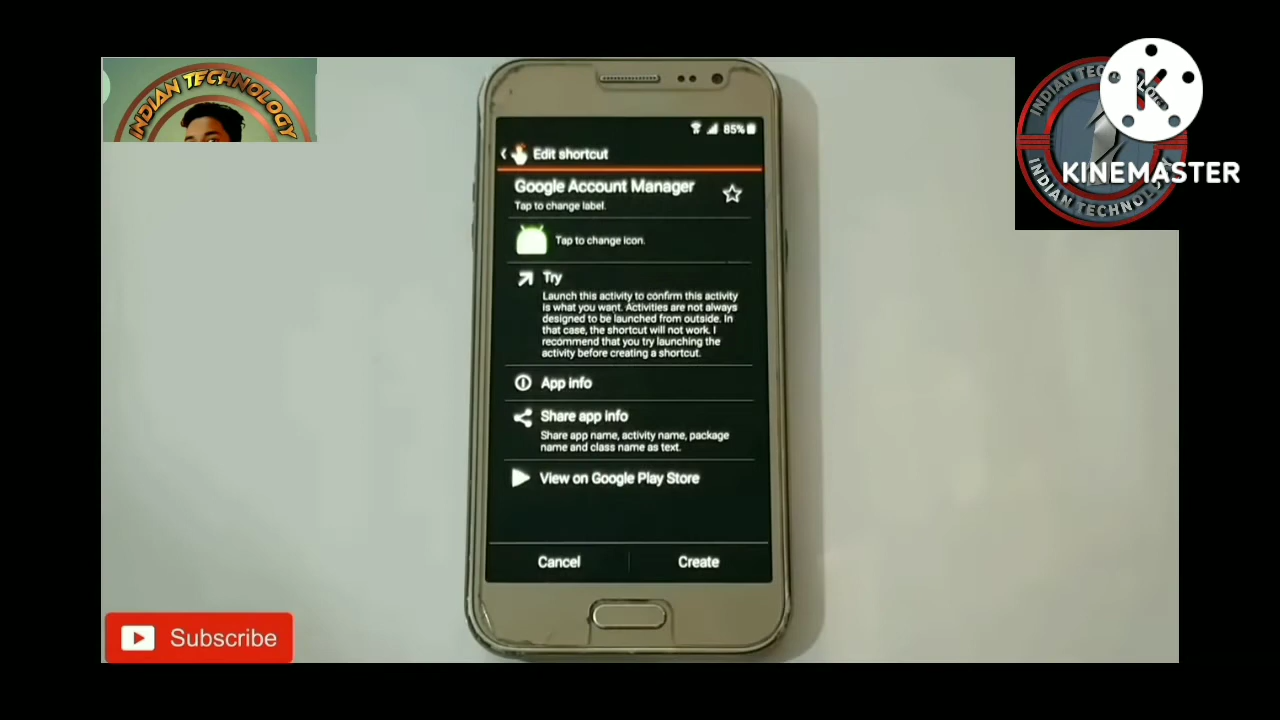 INDIAN TECHNOLOGY
INDIAN TECHNOLOGY
KINEMASTER
85%
Edit shortcut
Google Account Manager
Tap to change label.
Tap to change icon.
Try
Launch this activity to confirm this activity
is what you want. Activities are not always
designed to be launched from outside. In
that case, the shortcut will not work. I
recommend that you try launching the
activity before creating a shortcut.
App info
Share app info
Share app name, activity name, package
name and class name as text.
View on Google Play Store
Cancel
Create
Subscribe